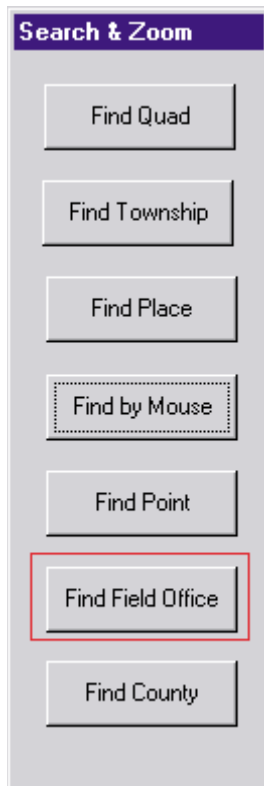 Search & Zoom
Find Quad
Find Township
Find Place
Find by Mouse
Find Point
Find Field Office
Find County